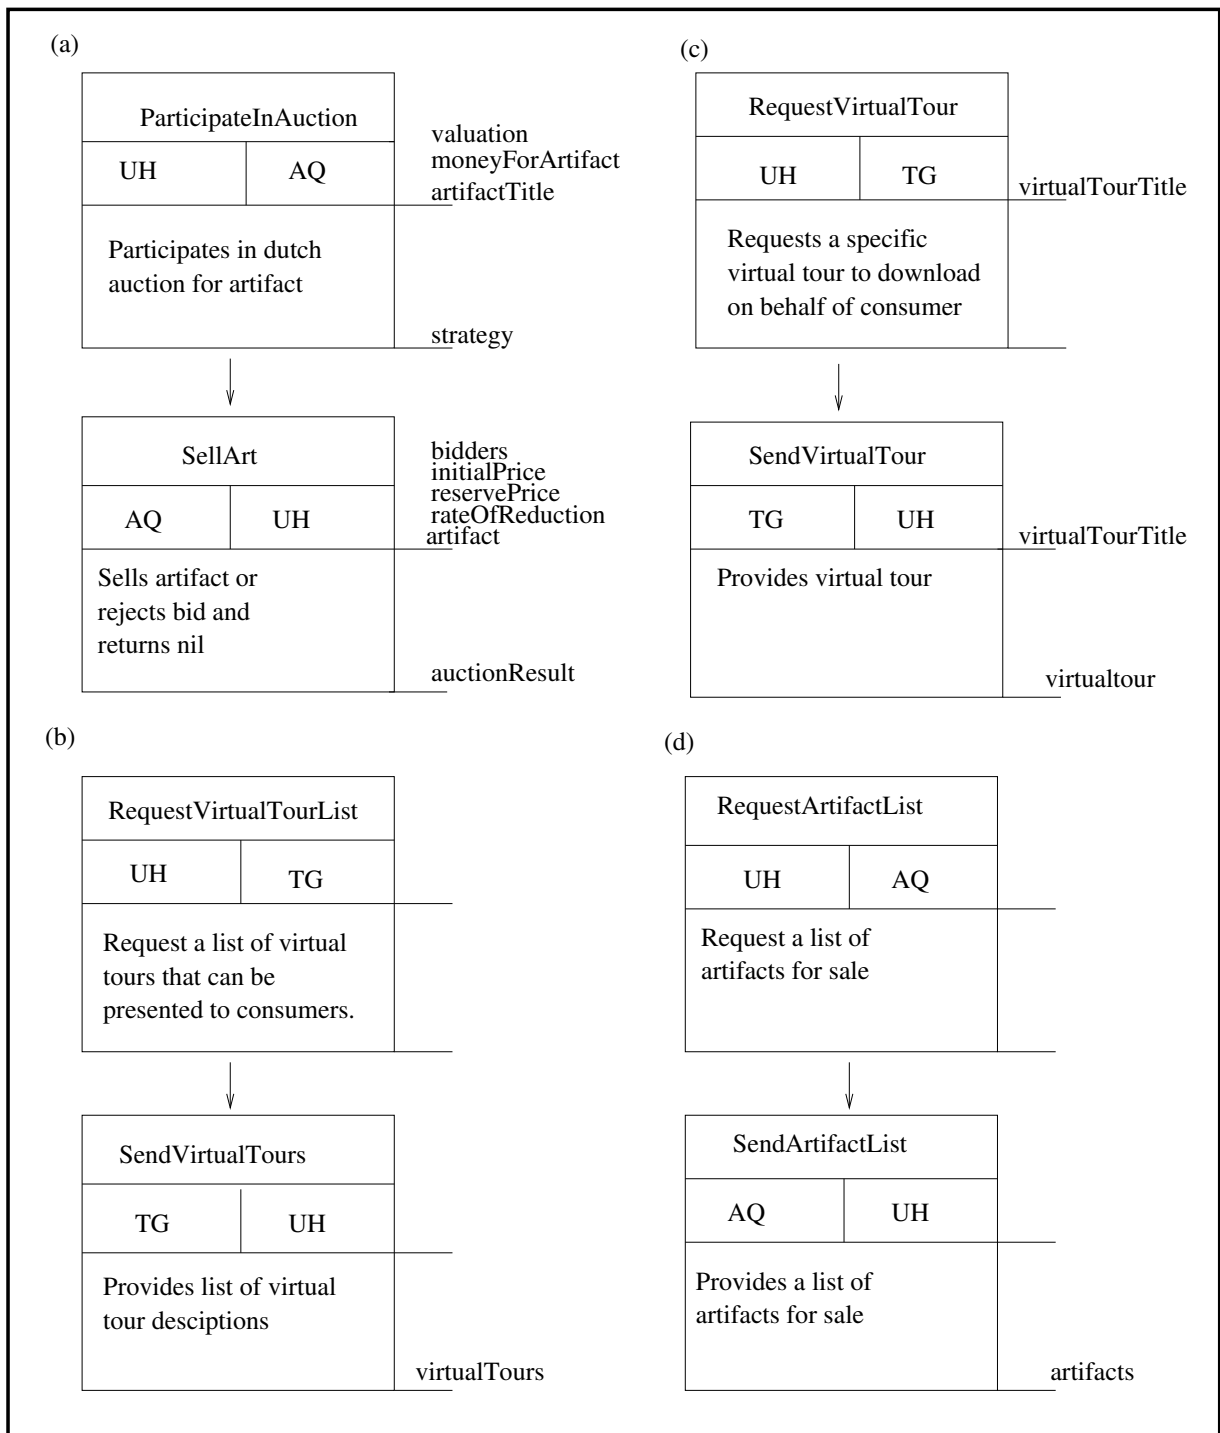 (a)
ParticipateInAuction
UH AQ
valuation
moneyForArtifact
artifactTitle
Participates in dutch
auction for artifact
strategy
SellArt
AQ UH
bidders
initialPrice
reservePrice
rateOfReduction
artifact
Sells artifact or
rejects bid and
returns nil
auctionResult
(c)
RequestVirtualTour
UH TG
virtualTourTitle
Requests a specific
virtual tour to download
on behalf of consumer
SendVirtualTour
TG UH
virtualTourTitle
Provides virtual tour
virtualtour
(b)
RequestVirtualTourList
UH TG
Request a list of virtual
tours that can be
presented to consumers.
SendVirtualTours
TG UH
Provides list of virtual
tour desciptions
virtualTours
(d)
RequestArtifactList
UH AQ
Request a list of
artifacts for sale
SendArtifactList
AQ UH
Provides a list of
artifacts for sale
artifacts